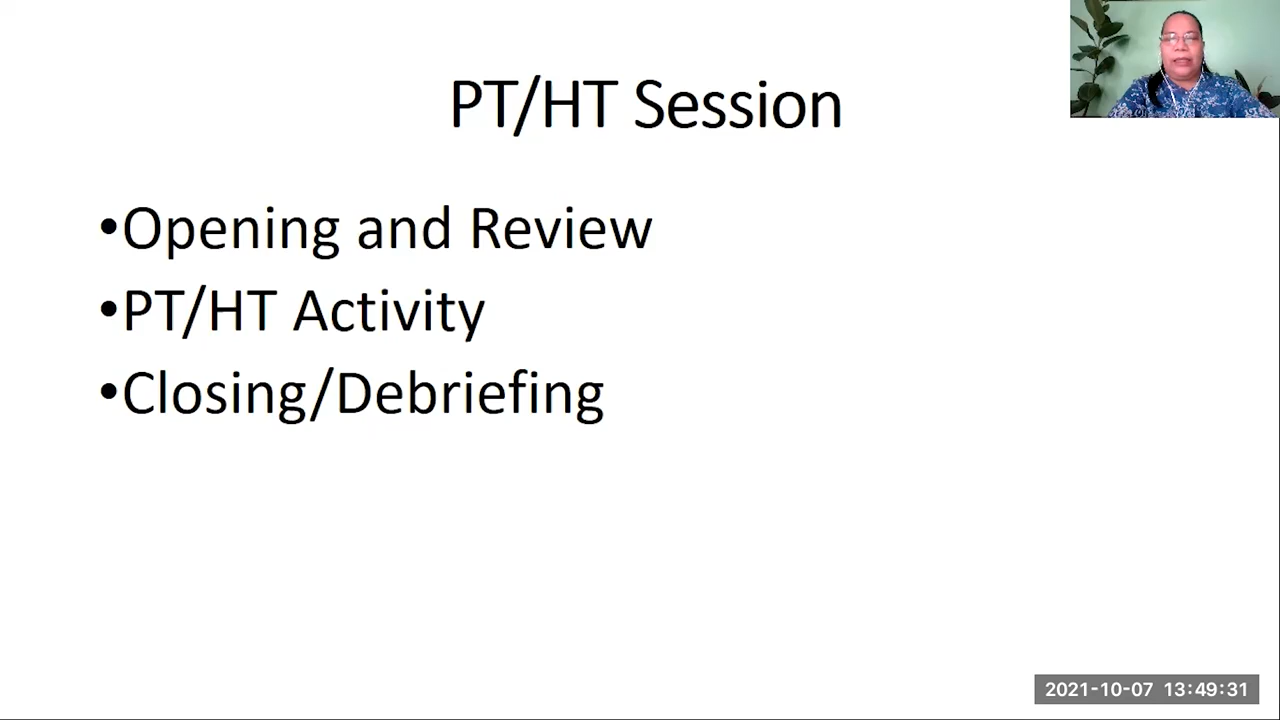 PT/HT Session
•Opening and Review
•PT/HT Activity
•Closing/Debriefing
2021-10-07 13:49:31